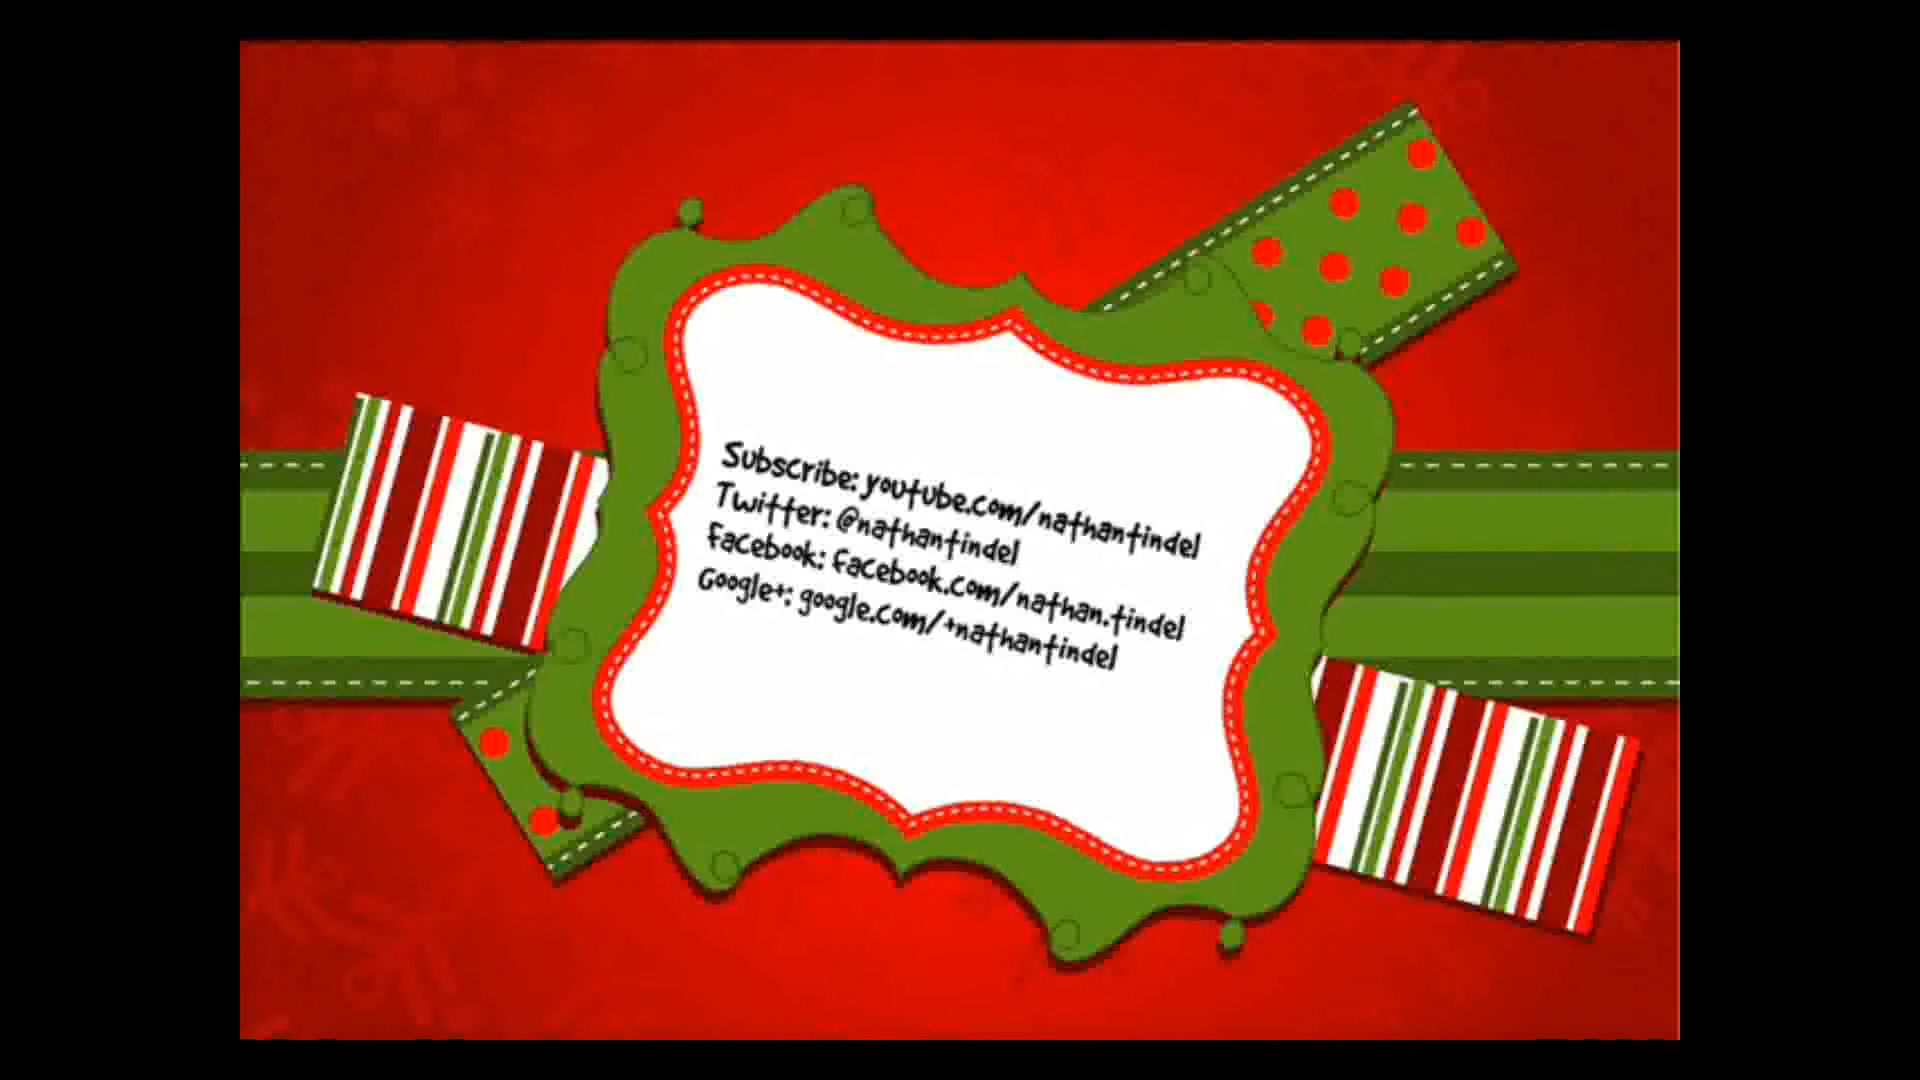 Subscribe: youtube.com/nathantindel
Twitter: @nathantindel
Facebook: facebook.com/nathan.tindel
Google+: google.com/+nathantindel